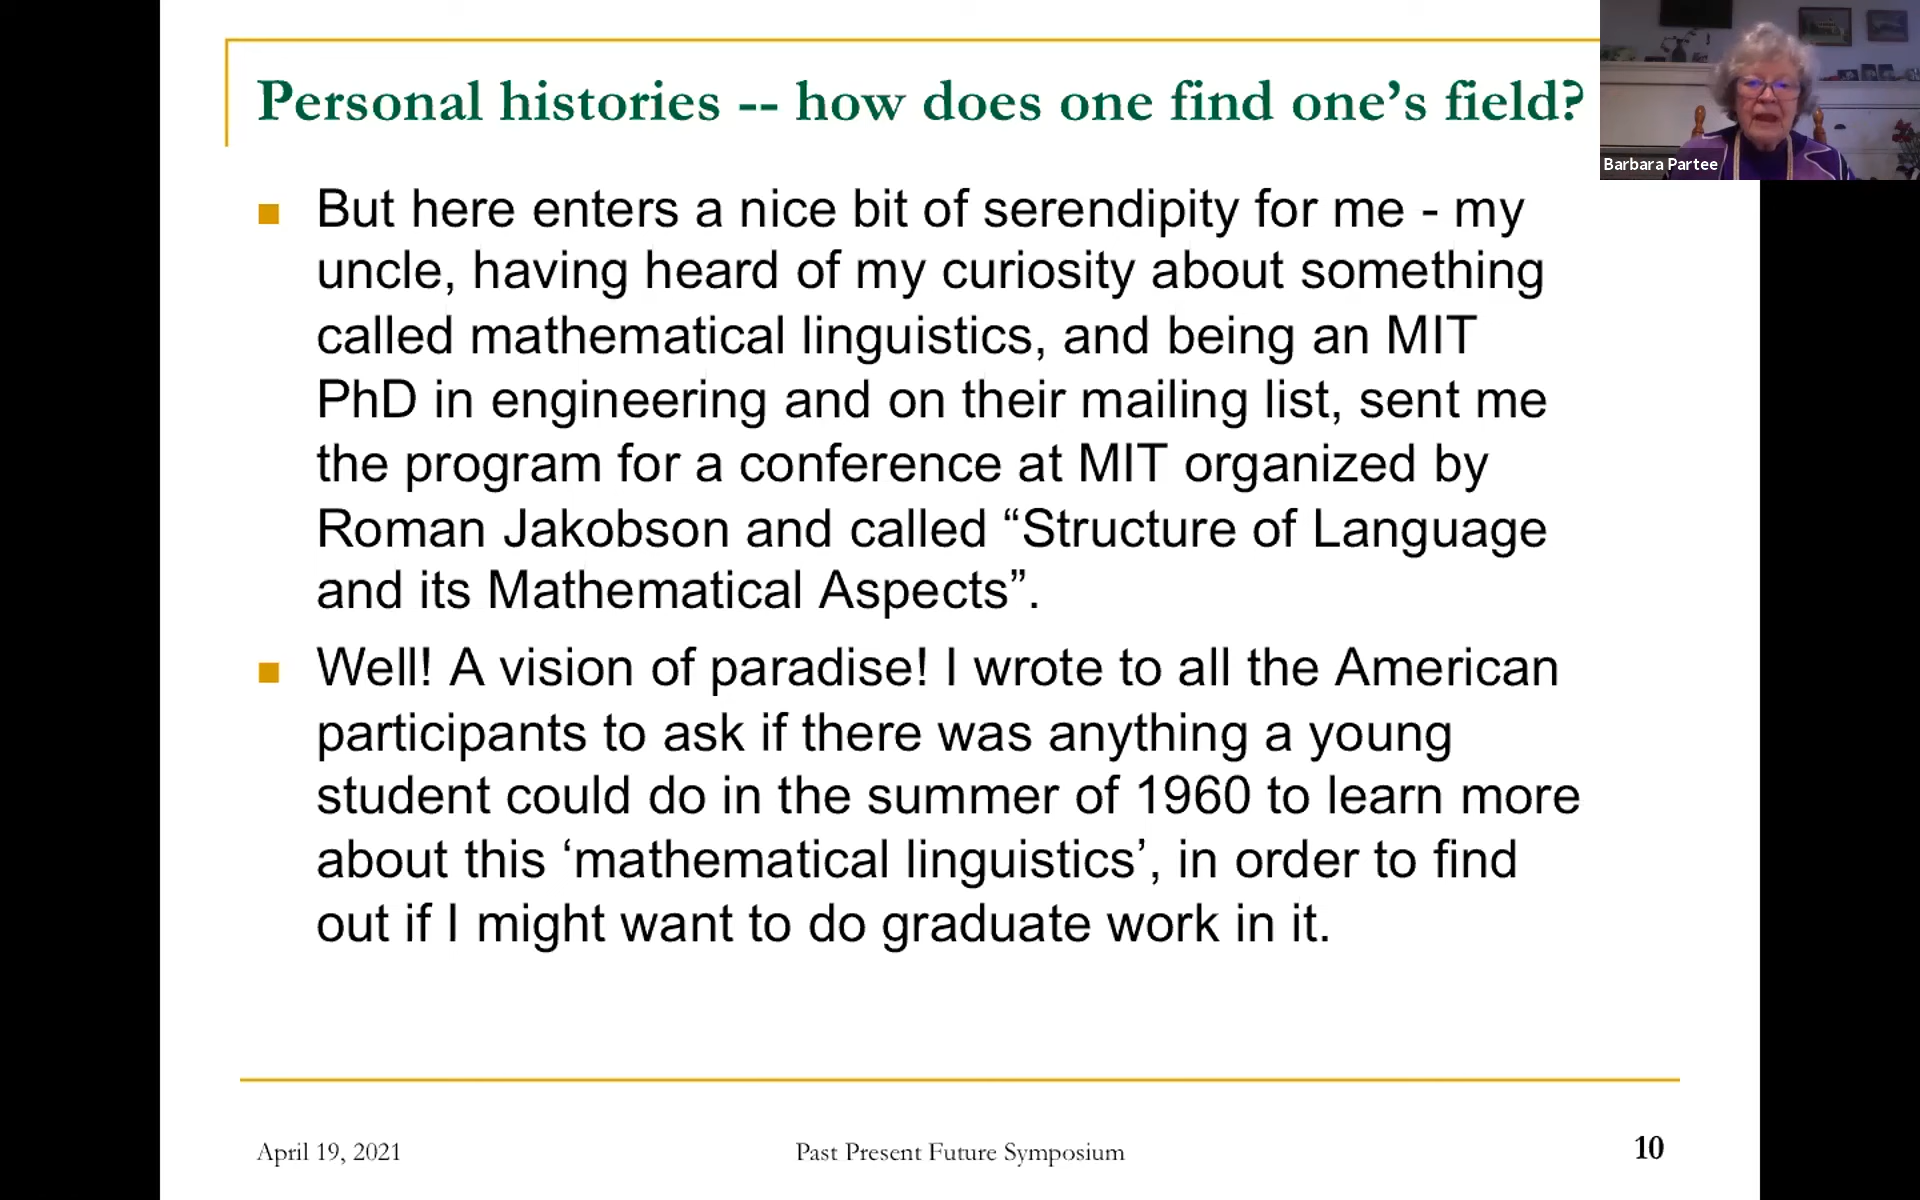 Personal histories -- how does one find one’s field?
Barbara Partee
But here enters a nice bit of serendipity for me - my
uncle, having heard of my curiosity about something
called mathematical linguistics, and being an MIT
PhD in engineering and on their mailing list, sent me
the program for a conference at MIT organized by
Roman Jakobson and called “Structure of Language
and its Mathematical Aspects”.
Well! A vision of paradise! I wrote to all the American
participants to ask if there was anything a young
student could do in the summer of 1960 to learn more
about this ‘mathematical linguistics’, in order to find
out if I might want to do graduate work in it.
April 19, 2021
Past Present Future Symposium
10